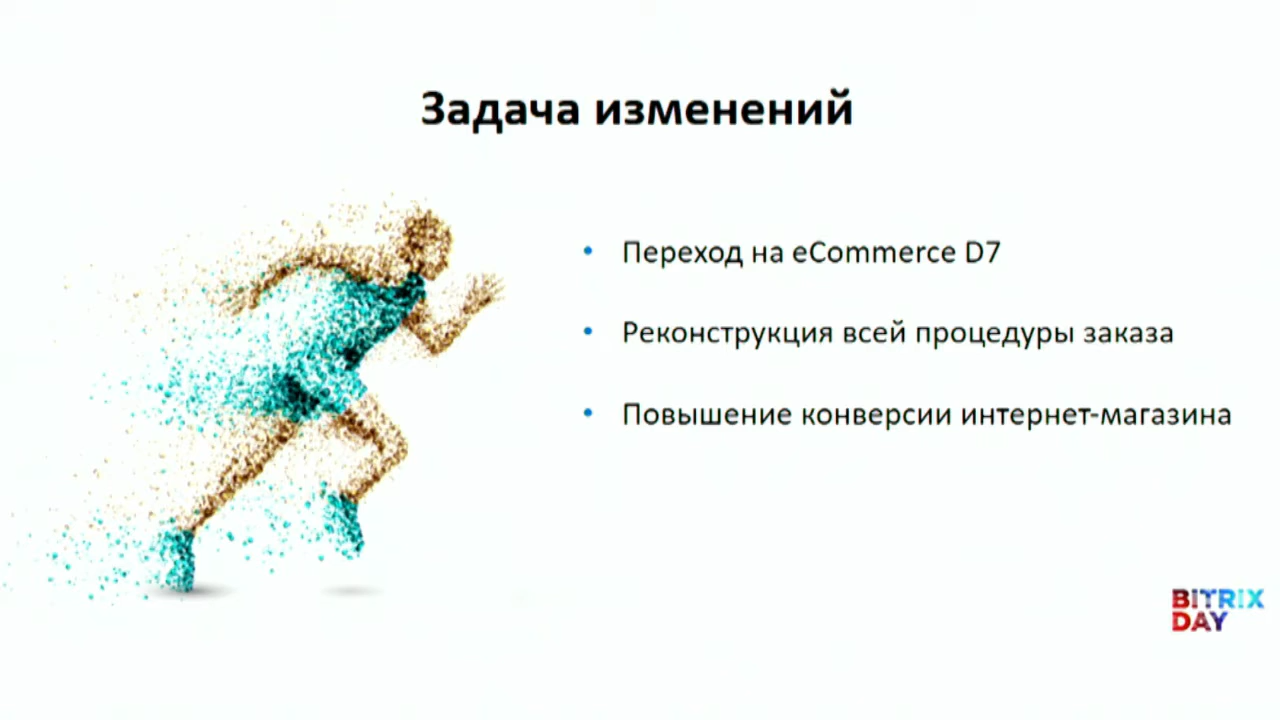 Задача изменений
• Переход на eCommerce D7
• Реконструкция всей процедуры заказа
• Повышение конверсии интернет-магазина
BITRIX
DAY